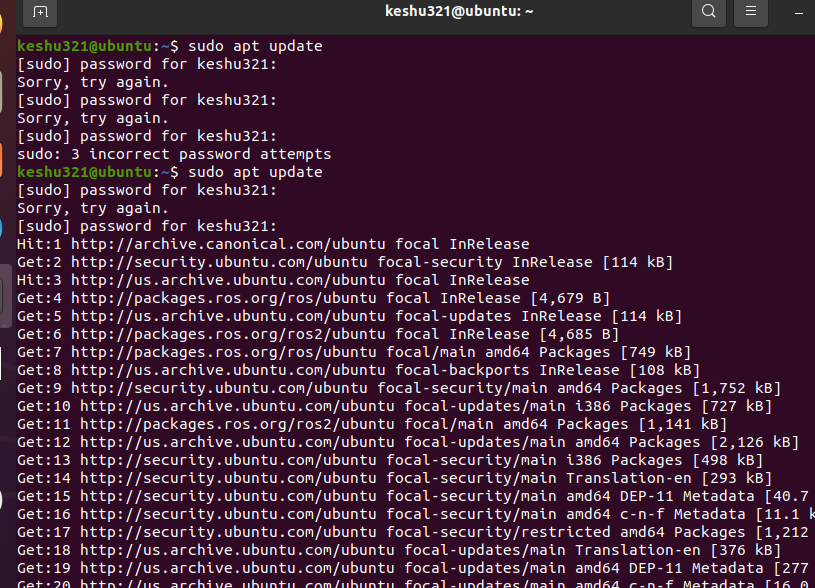 keshu321@ubuntu: ~
keshu321@ubuntu:~$ sudo apt update
[sudo] password for keshu321:
Sorry, try again.
[sudo] password for keshu321:
Sorry, try again.
[sudo] password for keshu321:
sudo: 3 incorrect password attempts
keshu321@ubuntu:~$ sudo apt update
[sudo] password for keshu321:
Sorry, try again.
[sudo] password for keshu321:
Hit:1 http://archive.canonical.com/ubuntu focal InRelease
Get:2 http://security.ubuntu.com/ubuntu focal-security InRelease [114 kB]
Hit:3 http://us.archive.ubuntu.com/ubuntu focal InRelease
Get:4 http://packages.ros.org/ros/ubuntu focal InRelease [4,679 B]
Get:5 http://us.archive.ubuntu.com/ubuntu focal-updates InRelease [114 kB]
Get:6 http://packages.ros.org/ros2/ubuntu focal InRelease [4,685 B]
Get:7 http://packages.ros.org/ros/ubuntu focal/main amd64 Packages [749 kB]
Get:8 http://us.archive.ubuntu.com/ubuntu focal-backports InRelease [108 kB]
Get:9 http://security.ubuntu.com/ubuntu focal-security/main amd64 Packages [1,752 kB]
Get:10 http://us.archive.ubuntu.com/ubuntu focal-updates/main i386 Packages [727 kB]
Get:11 http://packages.ros.org/ros2/ubuntu focal/main amd64 Packages [1,141 kB]
Get:12 http://us.archive.ubuntu.com/ubuntu focal-updates/main amd64 Packages [2,126 kB]
Get:13 http://security.ubuntu.com/ubuntu focal-security/main i386 Packages [498 kB]
Get:14 http://security.ubuntu.com/ubuntu focal-security/main Translation-en [293 kB]
Get:15 http://security.ubuntu.com/ubuntu focal-security/main amd64 DEP-11 Metadata [40.7
Get:16 http://security.ubuntu.com/ubuntu focal-security/main amd64 c-n-f Metadata [11.1 k
Get:17 http://security.ubuntu.com/ubuntu focal-security/restricted amd64 Packages [1,212
Get:18 http://us.archive.ubuntu.com/ubuntu focal-updates/main Translation-en [376 kB]
Get:19 http://us.archive.ubuntu.com/ubuntu focal-updates/main amd64 DEP-11 Metadata [277
Get:20 http://us.archive.ubuntu.com/ubuntu focal-updates/main amd64 c-n-f Metadata [16.0